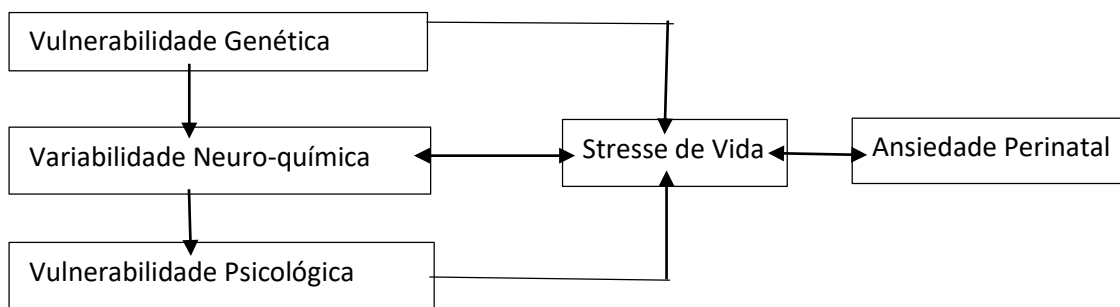 Vulnerabilidade Genética
Variabilidade Neuro-química
Stresse de Vida
Ansiedade Perinatal
Vulnerabilidade Psicológica